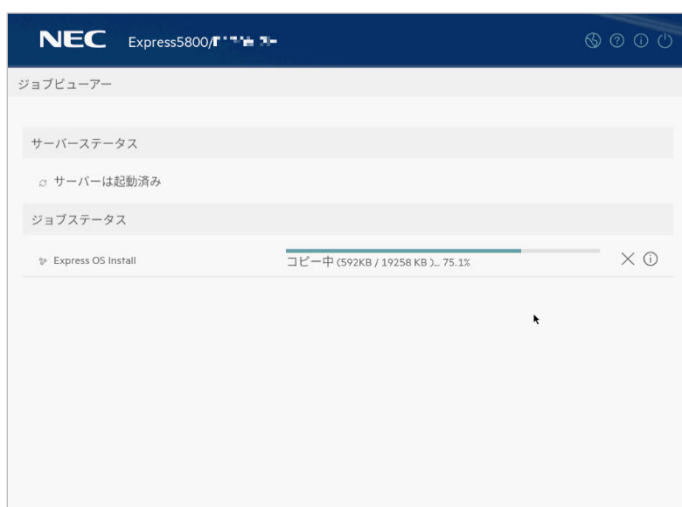 NEC Express5800/
ジョブビューアー
サーバーステータス
サーバーは起動済み
ジョブステータス
Express OS Install
コピー中 (592KB / 19258 KB )... 75.1%